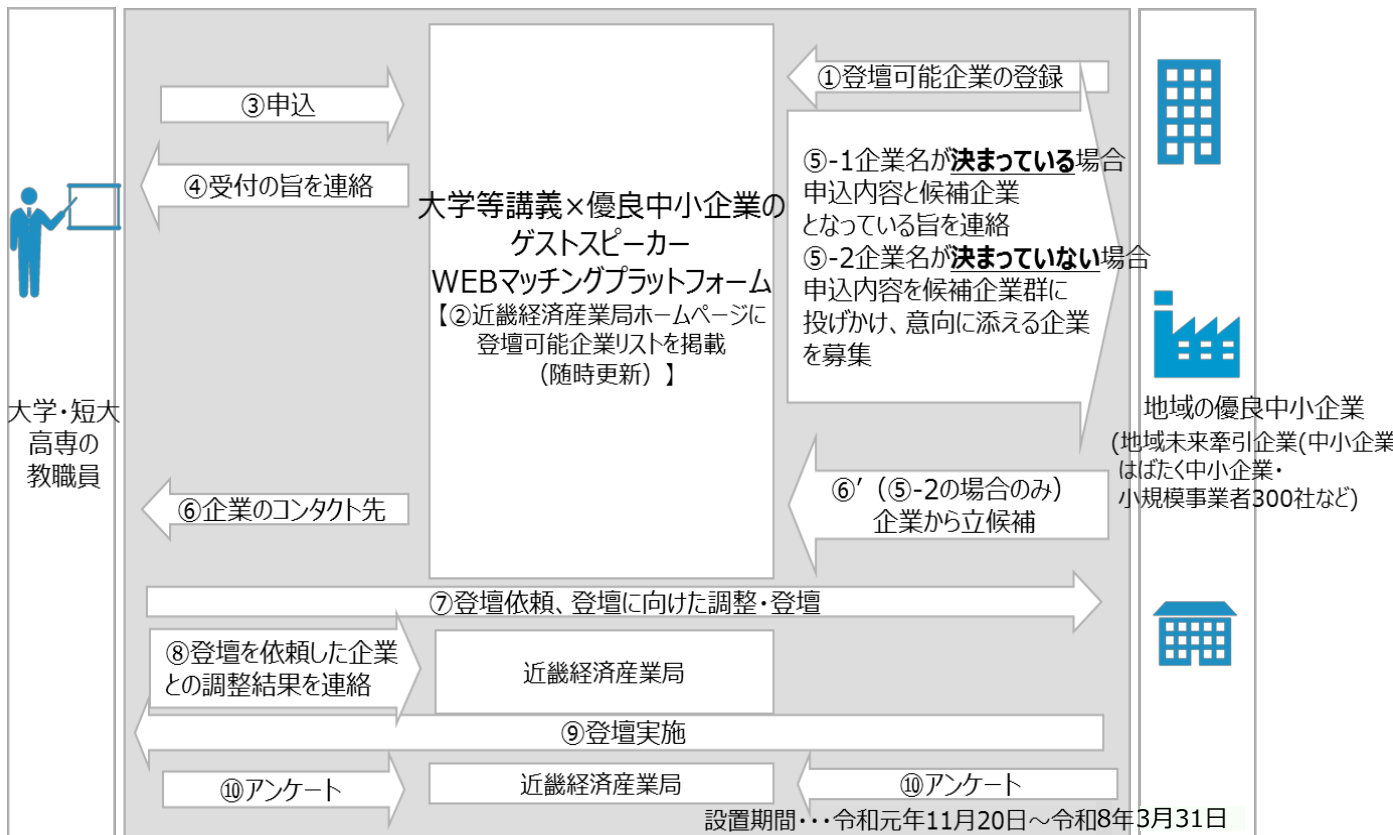 ①登壇可能企業の登録
③申込
④受付の旨を連絡
大学等講義×優良中小企業の
ゲストスピーカー
WEBマッチングプラットフォーム
【②近畿経済産業局ホームページに
登壇可能企業リストを掲載
（随時更新）】
⑤-1企業名が決まっている場合
申込内容と候補企業
となっている旨を連絡
⑤-2企業名が決まっていない場合
申込内容を候補企業群に
投げかけ、意向に添える企業
を募集
大学・短大
高専の
教職員
地域の優良中小企業
(地域未来牽引企業(中小企業
はばたく中小企業・
小規模事業者300社など)
⑥企業のコンタクト先
⑥’（⑤-2の場合のみ）
企業から立候補
⑦登壇依頼、登壇に向けた調整・登壇
⑧登壇を依頼した企業
との調整結果を連絡
近畿経済産業局
⑨登壇実施
⑩アンケート
近畿経済産業局
⑩アンケート
設置期間・・・令和元年11月20日～令和8年3月31日